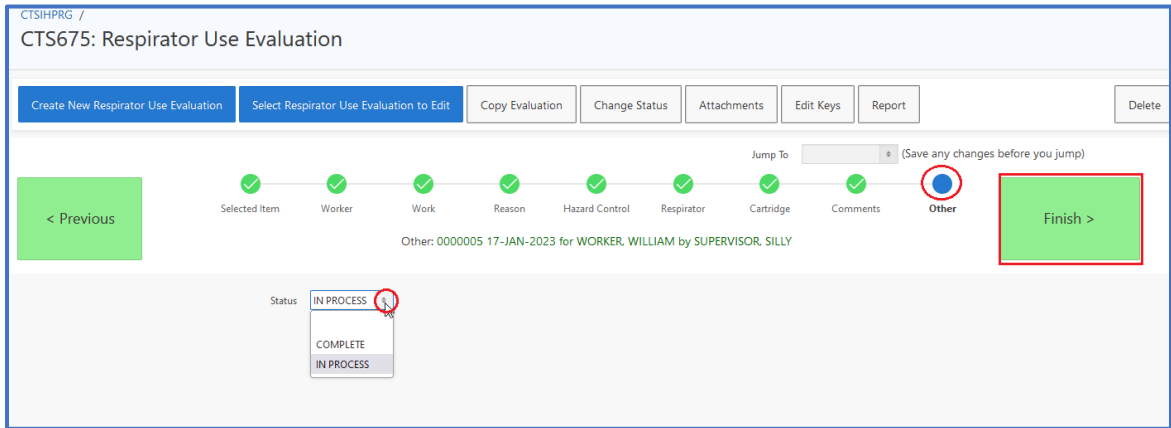 CTSIHPRG /
CTS675: Respirator Use Evaluation
Create New Respirator Use Evaluation Select Respirator Use Evaluation to Edit Copy Evaluation Change Status Attachments Edit Keys Report Delete
Jump To (Save any changes before you jump)
< Previous
Selected Item Worker Work Reason Hazard Control Respirator Cartridge Comments Other
Finish >
Other: 0000005 17-JAN-2023 for WORKER, WILLIAM by SUPERVISOR, SILLY
Status IN PROCESS
COMPLETE
IN PROCESS